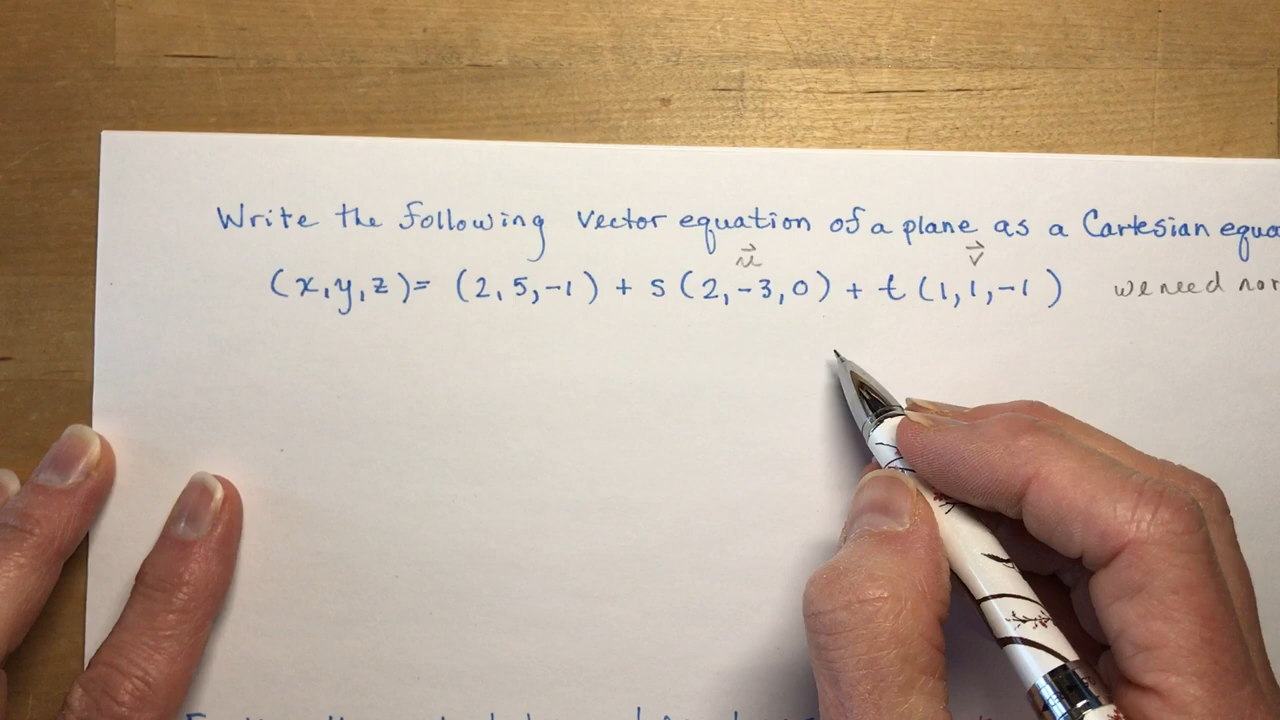 Write the following vector equation of a plane as a Cartesian equa
u⃗ v⃗
(x,y,z)= (2,5,-1) + s(2,-3,0) + t(1,1,-1) we need nor